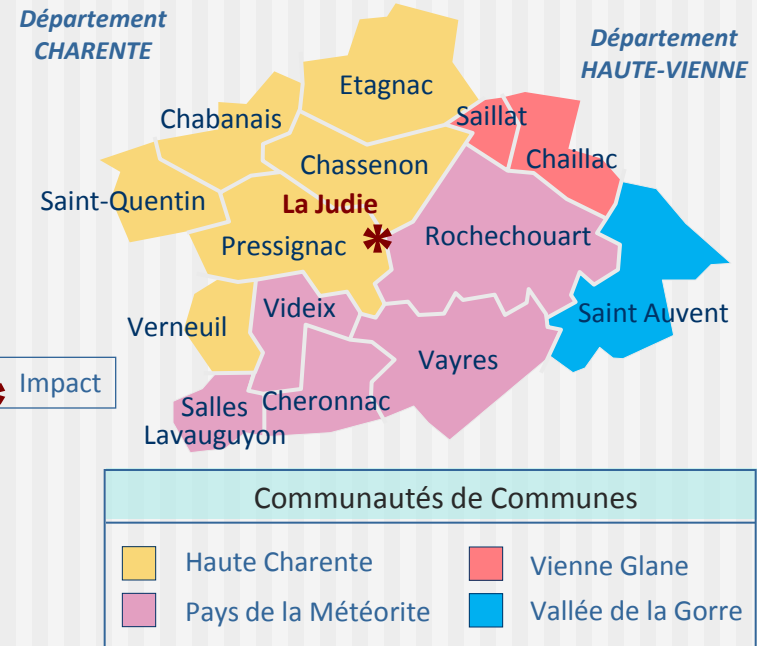 Département
CHARENTE
Département
HAUTE-VIENNE
Etagnac
Saillat
Chabanais
Chaillac
Chassenon
Saint-Quentin
La Judie
Pressignac
Rochechouart
Videix
Verneuil
Saint Auvent
Vayres
Impact
Salles
Lavauguyon
Cheronnac
Communautés de Communes
Haute Charente
Vienne Glane
Pays de la Météorite
Vallée de la Gorre